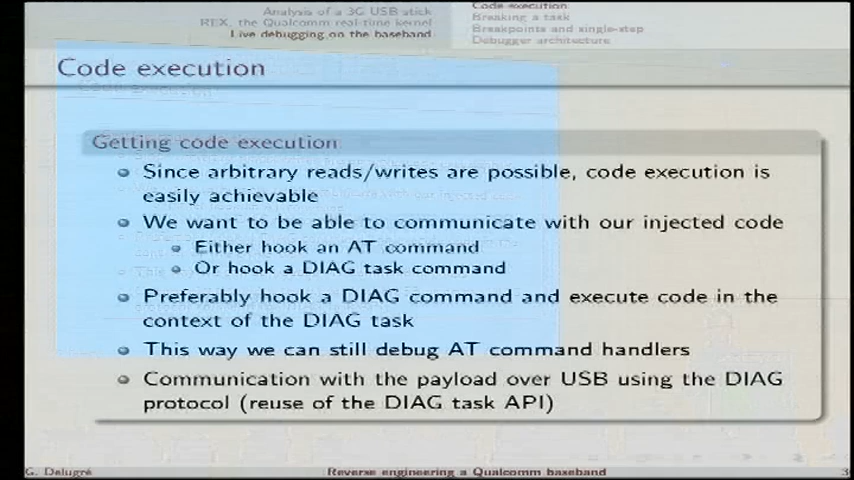 Analysis of a 3G USB stick
REX, the Qualcomm real-time kernel
Live debugging on the baseband
Code execution
Breaking a task
Breakpoints and single-step
Debugger architecture
Code execution
Getting code execution
Since arbitrary reads/writes are possible, code execution is
easily achievable
We want to be able to communicate with our injected code
Either hook an AT command
Or hook a DIAG task command
Preferably hook a DIAG command and execute code in the
context of the DIAG task
This way we can still debug AT command handlers
Communication with the payload over USB using the DIAG
protocol (reuse of the DIAG task API)
G. Delugré
Reverse engineering a Qualcomm baseband